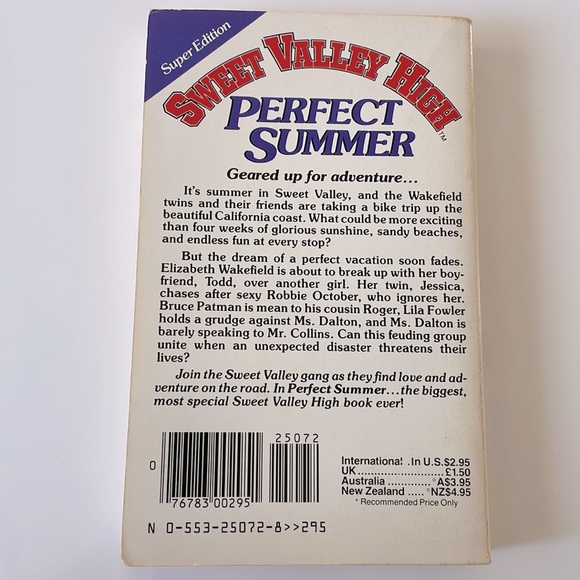 Super Edition
SWEET VALLEY HIGH™
PERFECT
SUMMER
Geared up for adventure...
It's summer in Sweet Valley, and the Wakefield
twins and their friends are taking a bike trip up the
beautiful California coast. What could be more exciting
than four weeks of glorious sunshine, sandy beaches,
and endless fun at every stop?
But the dream of a perfect vacation soon fades.
Elizabeth Wakefield is about to break up with her boy-
friend, Todd, over another girl. Her twin, Jessica,
chases after sexy Robbie October, who ignores her.
Bruce Patman is mean to his cousin Roger, Lila Fowler
holds a grudge against Ms. Dalton, and Ms. Dalton is
barely speaking to Mr. Collins. Can this feuding group
unite when an unexpected disaster threatens their
lives?
Join the Sweet Valley gang as they find love and ad-
venture on the road. In Perfect Summer...the biggest,
most special Sweet Valley High book ever!
25072
0
76783 00295
International .In U.S.$2.95
UK........................£1.50
Australia ............*A$3.95
New Zealand .....*NZ$4.95
* Recommended Price Only
N 0-553-25072-8>>295